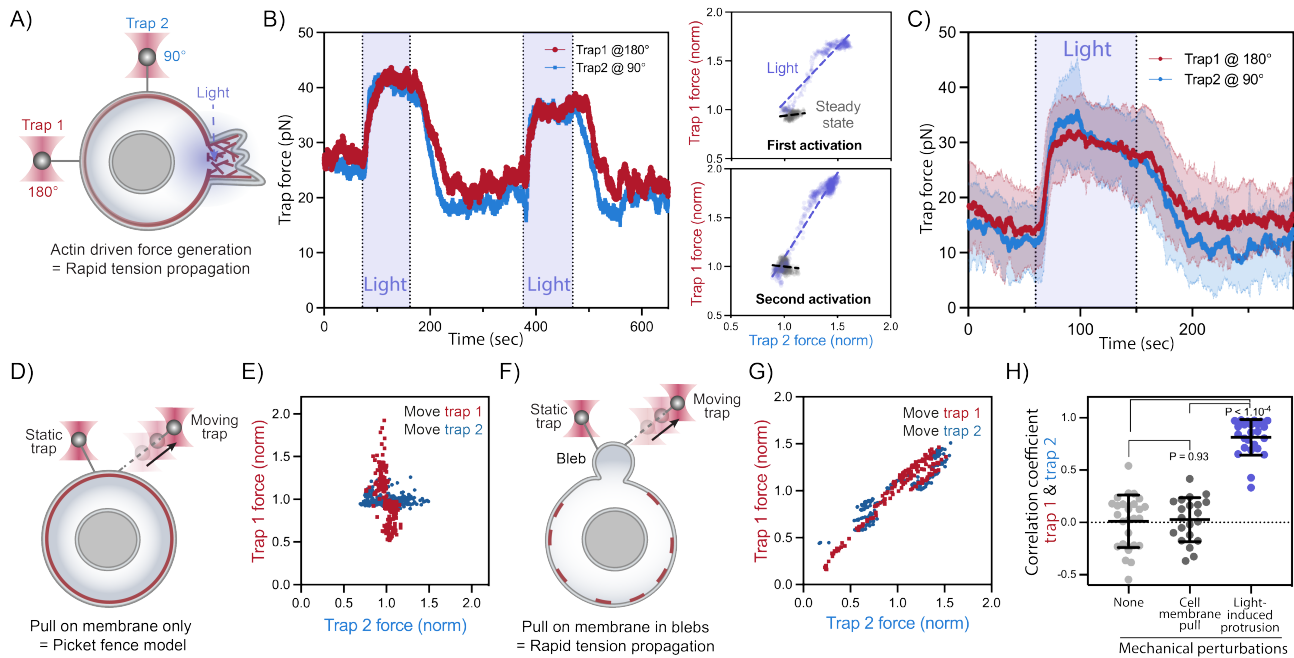 A)
Trap 2
90°
Light
Trap 1
180°
Actin driven force generation
= Rapid tension propagation
B)
Trap force (pN)
50
40
30
20
10
0
Trap1 @180°
Trap2 @ 90°
Light
Light
0
200
400
600
Time (sec)
Trap 1 force (norm)
2.0
1.5
1.0
0.5
Light
Steady
state
First activation
Trap 1 force (norm)
2.0
1.5
1.0
0.5
Second activation
0.5
1.0
1.5
2.0
Trap 2 force (norm)
C)
Trap force (pN)
50
40
30
20
10
0
Light
Trap1 @ 180°
Trap2 @ 90°
0
100
200
Time (sec)
D)
Static
trap
Moving
trap
Pull on membrane only
= Picket fence model
E)
Trap 1 force (norm)
2.0
1.5
1.0
0.5
0.0
Move trap 1
Move trap 2
0.0
0.5
1.0
1.5
2.0
Trap 2 force (norm)
F)
Static
trap
Moving
trap
Bleb
Pull on membrane in blebs
= Rapid tension propagation
G)
Trap 1 force (norm)
2.0
1.5
1.0
0.5
0.0
Move trap 1
Move trap 2
0.0
0.5
1.0
1.5
2.0
Trap 2 force (norm)
H)
Correlation coefficient
trap 1 & trap 2
1.0
0.5
0.0
-0.5
P < 1.10⁻⁴
P = 0.93
None
Cell
membrane
pull
Light-
induced
protrusion
Mechanical perturbations